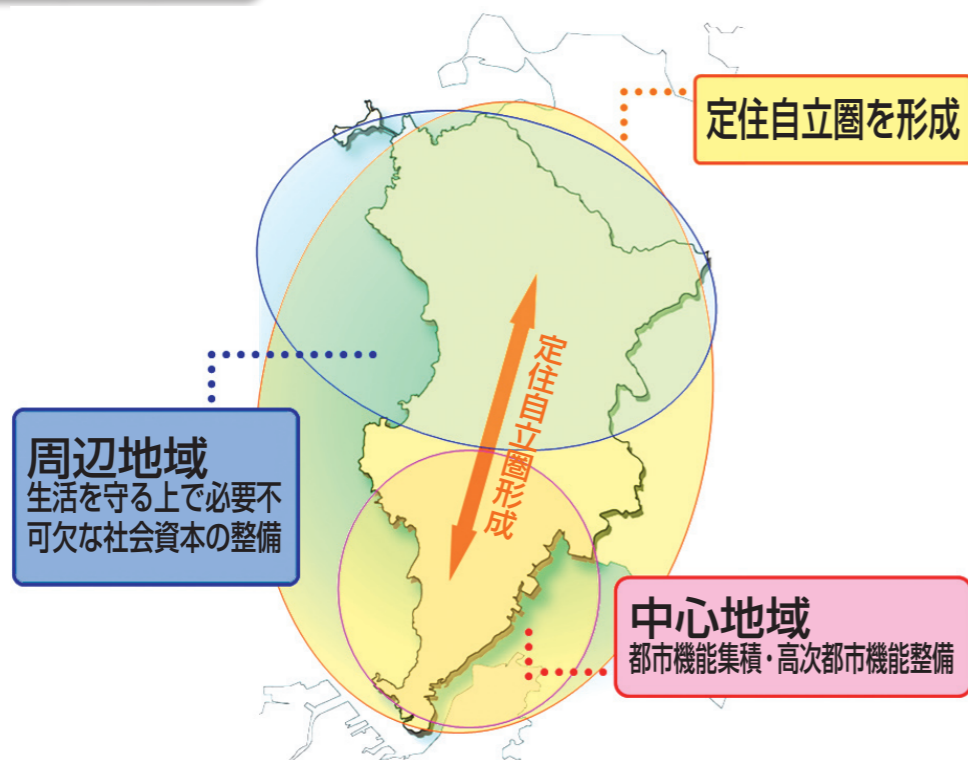 定住自立圏を形成
定住自立圏形成
周辺地域
生活を守る上で必要不
可欠な社会資本の整備
中心地域
都市機能集積・高次都市機能整備